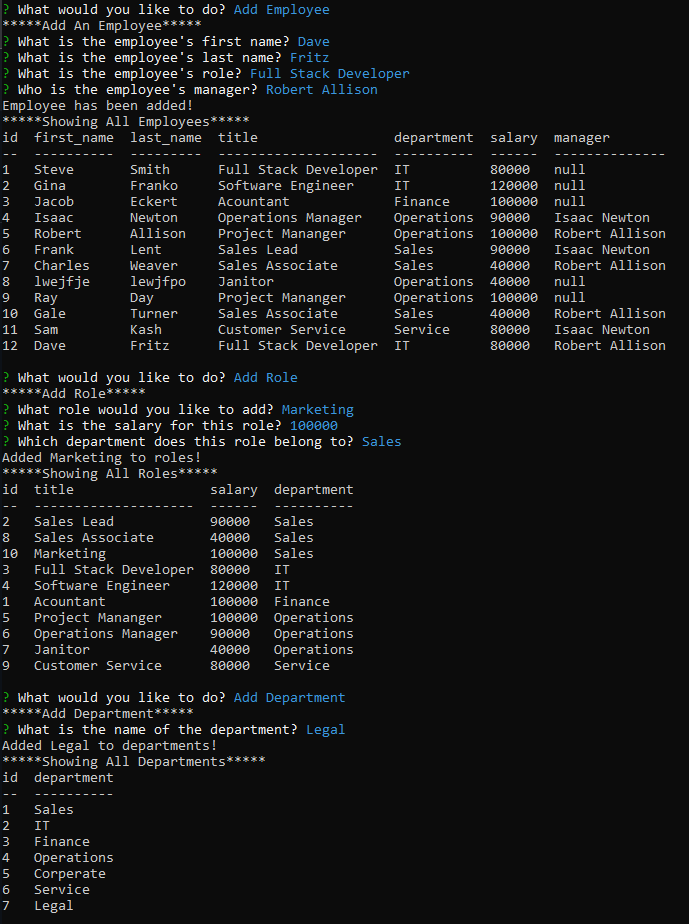 ? What would you like to do? Add Employee
*****Add An Employee*****
? What is the employee's first name? Dave
? What is the employee's last name? Fritz
? What is the employee's role? Full Stack Developer
? Who is the employee's manager? Robert Allison
Employee has been added!
*****Showing All Employees*****
id  first_name  last_name  title                 department  salary  manager
--  ----------  ---------  --------------------  ----------  ------  --------------
1   Steve       Smith      Full Stack Developer  IT          80000   null
2   Gina        Franko     Software Engineer     IT          120000  null
3   Jacob       Eckert     Acountant             Finance     100000  null
4   Isaac       Newton     Operations Manager    Operations  90000   Isaac Newton
5   Robert      Allison    Project Mananger      Operations  100000  Robert Allison
6   Frank       Lent       Sales Lead            Sales       90000   Isaac Newton
7   Charles     Weaver     Sales Associate       Sales       40000   Robert Allison
8   lwejfje     lewjfpo    Janitor               Operations  40000   null
9   Ray         Day        Project Mananger      Operations  100000  null
10  Gale        Turner     Sales Associate       Sales       40000   Robert Allison
11  Sam         Kash       Customer Service      Service     80000   Isaac Newton
12  Dave        Fritz      Full Stack Developer  IT          80000   Robert Allison
? What would you like to do? Add Role
*****Add Role*****
? What role would you like to add? Marketing
? What is the salary for this role? 100000
? Which department does this role belong to? Sales
Added Marketing to roles!
*****Showing All Roles*****
id  title                 salary  department
--  --------------------  ------  ----------
2   Sales Lead            90000   Sales
8   Sales Associate       40000   Sales
10  Marketing             100000  Sales
3   Full Stack Developer  80000   IT
4   Software Engineer     120000  IT
1   Acountant             100000  Finance
5   Project Mananger      100000  Operations
6   Operations Manager    90000   Operations
7   Janitor               40000   Operations
9   Customer Service      80000   Service
? What would you like to do? Add Department
*****Add Department*****
? What is the name of the department? Legal
Added Legal to departments!
*****Showing All Departments*****
id  department
--  ----------
1   Sales
2   IT
3   Finance
4   Operations
5   Corperate
6   Service
7   Legal